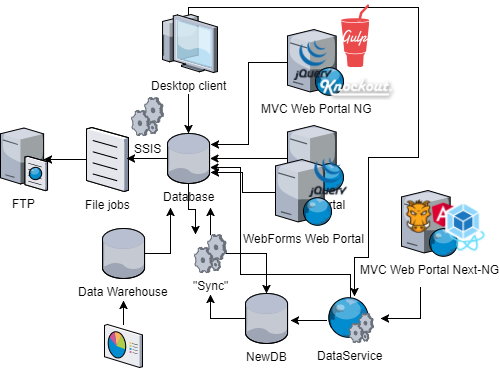 Gulp
jQuery
Knockout.
Desktop client
MVC Web Portal NG
SSIS
FTP
File jobs
Database
jQuery
rtal
WebForms Web Portal
A
MVC Web Portal Next-NG
Data Warehouse
"Sync"
NewDB
DataService